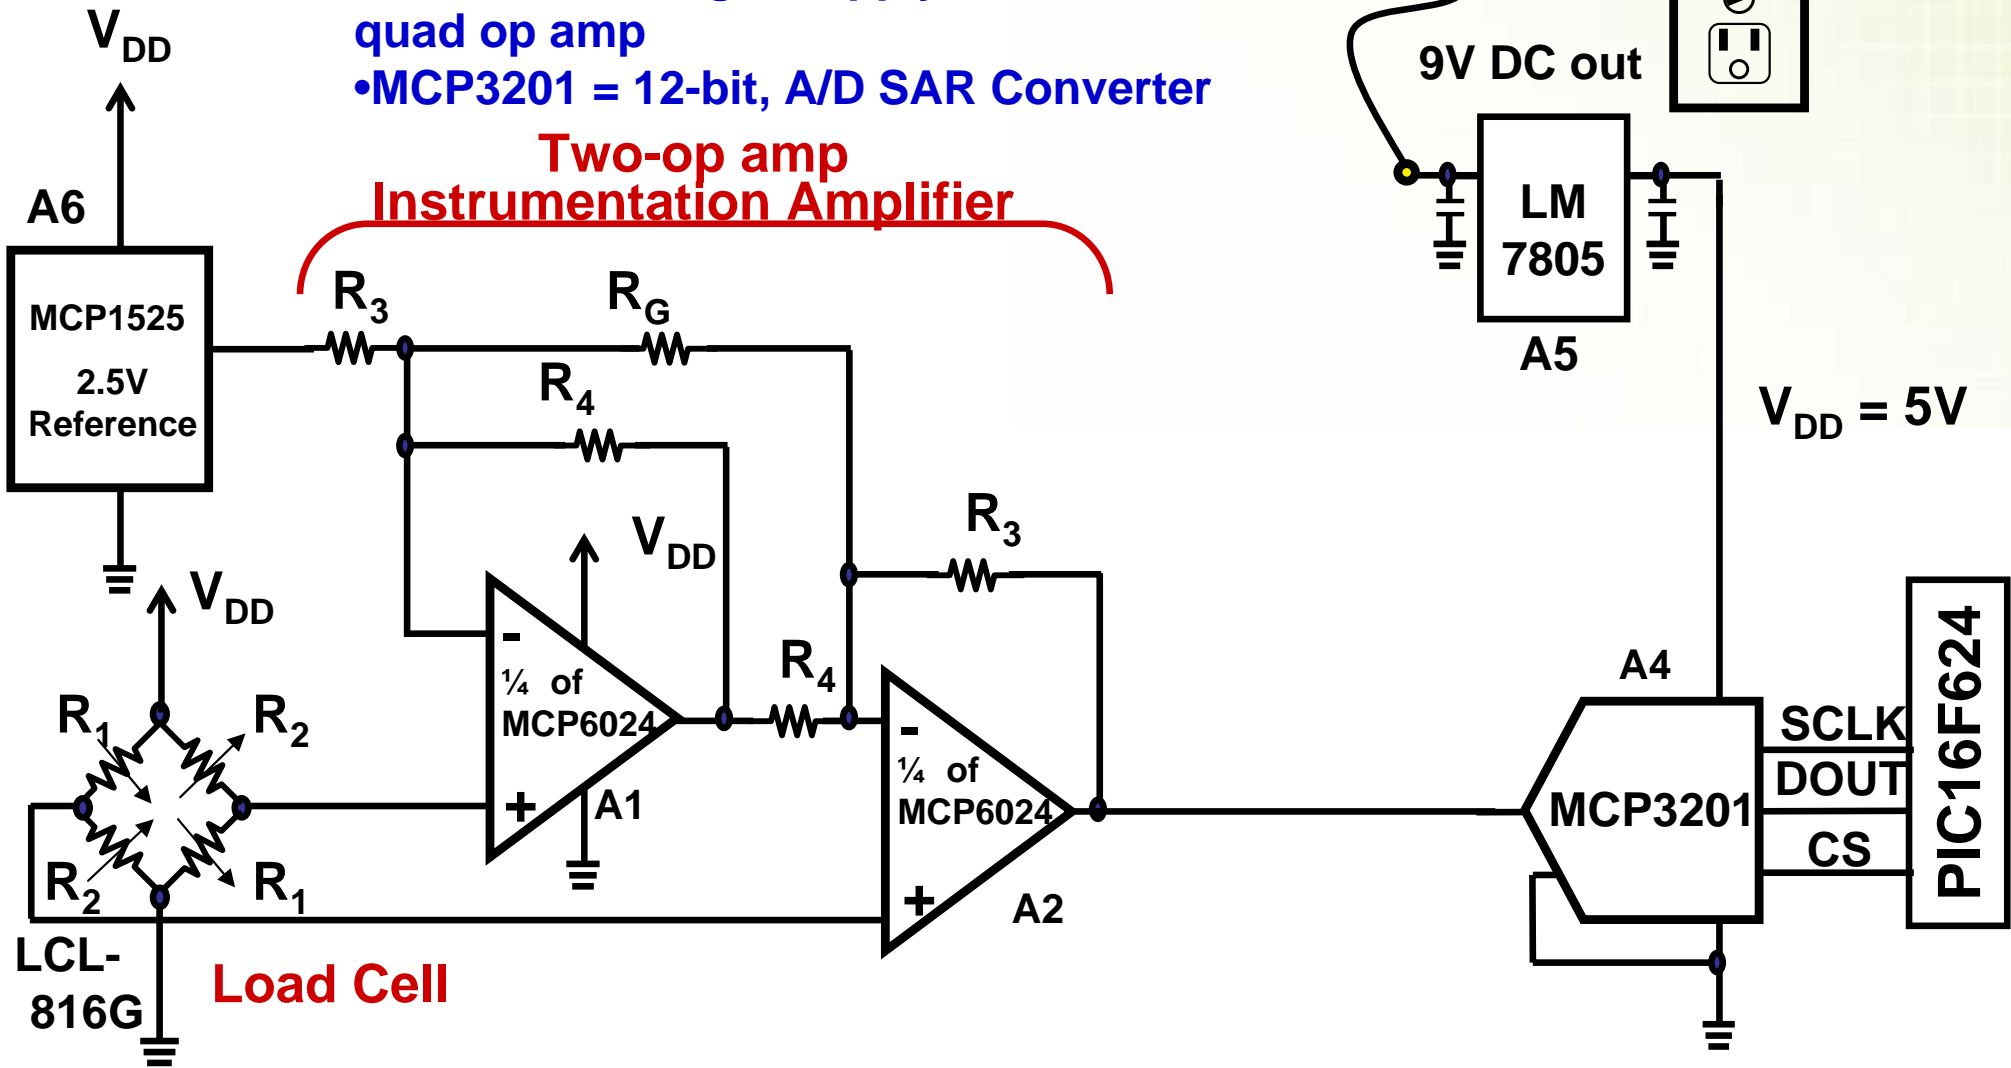 quad op amp
•MCP3201 = 12-bit, A/D SAR Converter
VDD
9V DC out
Two-op amp
Instrumentation Amplifier
A6
LM
7805
A5
MCP1525
2.5V
Reference
R3
RG
R4
VDD = 5V
R3
VDD
VDD
R4
¼ of
MCP6024
A1
-
+
R1
R2
R2
R1
¼ of
MCP6024
A2
-
+
A4
MCP3201
SCLK
DOUT
CS
PIC16F624
LCL-
816G
Load Cell